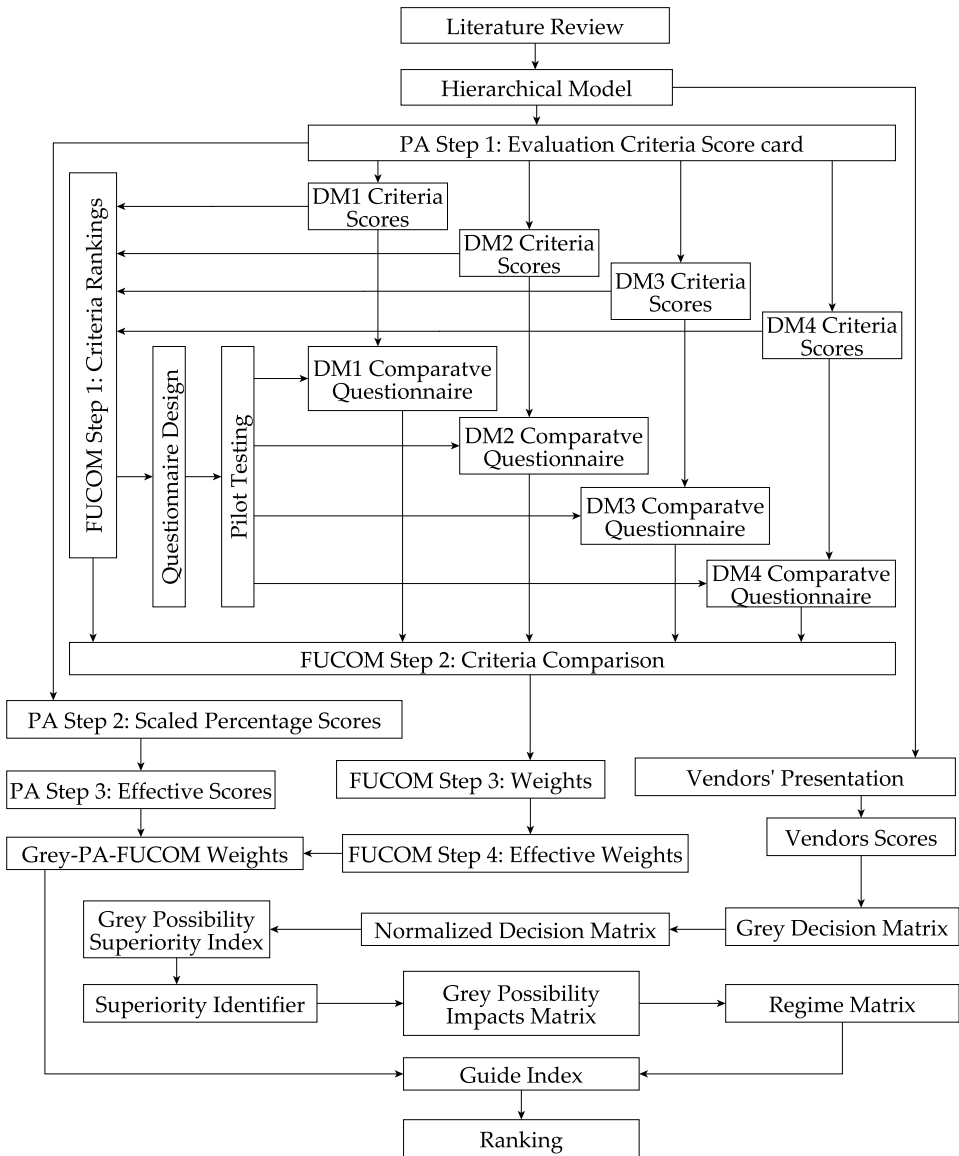 Literature Review
Hierarchical Model
PA Step 1: Evaluation Criteria Score card
DM1 Criteria
Scores
DM2 Criteria
Scores
DM3 Criteria
Scores
DM4 Criteria
Scores
FUCOM Step 1: Criteria Rankings
Questionnaire Design
Pilot Testing
DM1 Comparatve
Questionnaire
DM2 Comparatve
Questionnaire
DM3 Comparatve
Questionnaire
DM4 Comparatve
Questionnaire
FUCOM Step 2: Criteria Comparison
PA Step 2: Scaled Percentage Scores
PA Step 3: Effective Scores
FUCOM Step 3: Weights
Vendors' Presentation
Vendors Scores
Grey-PA-FUCOM Weights
FUCOM Step 4: Effective Weights
Grey Possibility
Superiority Index
Normalized Decision Matrix
Grey Decision Matrix
Superiority Identifier
Grey Possibility
Impacts Matrix
Regime Matrix
Guide Index
Ranking